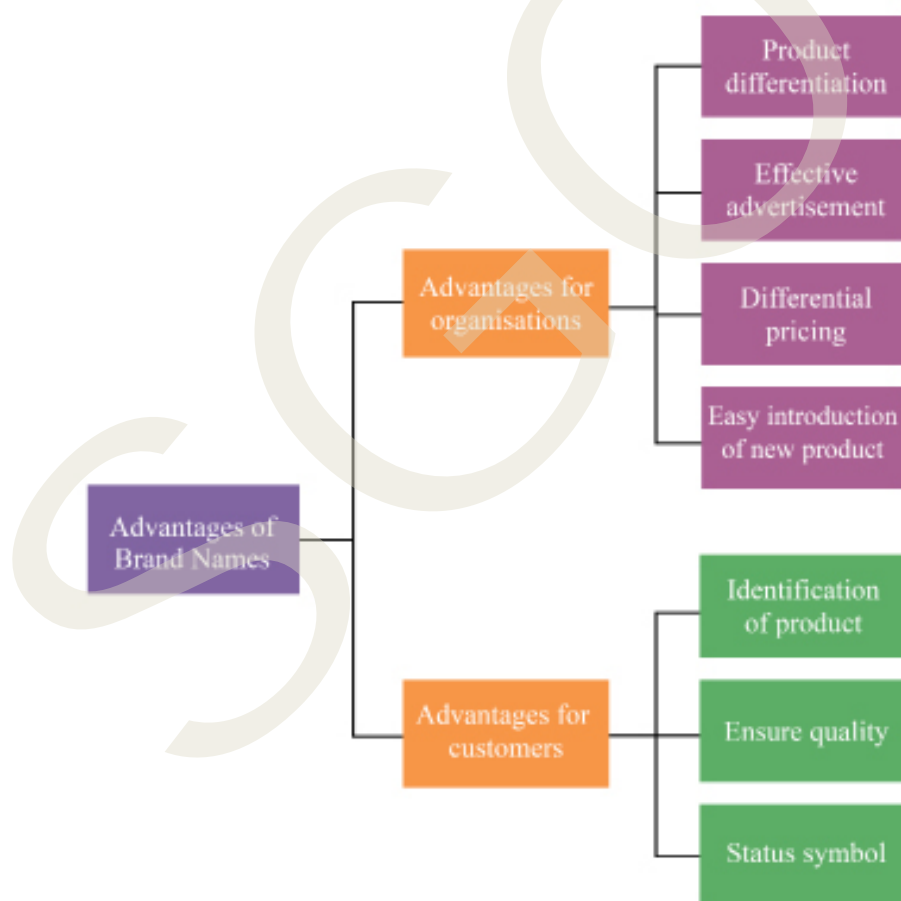 Advantages of
Brand Names
Advantages for
organisations
Product
differentiation
Effective
advertisement
Differential
pricing
Easy introduction
of new product
Advantages for
customers
Identification
of product
Ensure quality
Status symbol